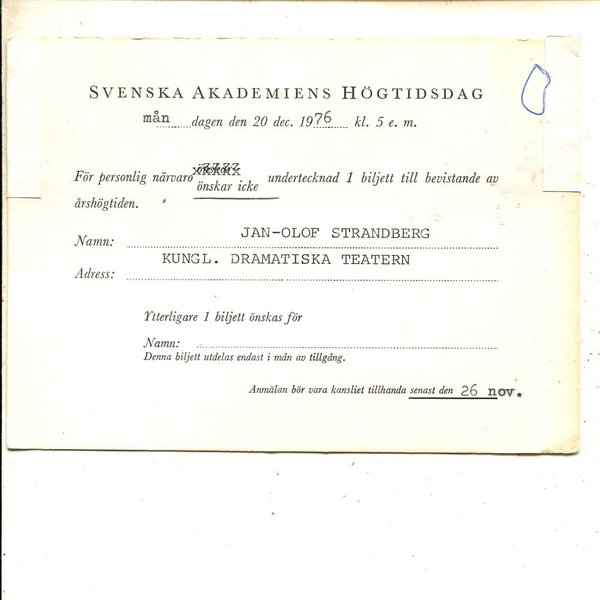 SVENSKA AKADEMIENS HÖGTIDSDAG
mån dagen den 20 dec. 1976 kl. 5 e. m.
För personlig närvaro önskar icke undertecknad 1 biljett till bevistande av
årshögtiden.
Namn: JAN-OLOF STRANDBERG
Adress: KUNGL. DRAMATISKA TEATERN
Ytterligare 1 biljett önskas för
Namn:
Denna biljett utdelas endast i mån av tillgång.
Anmälan bör vara kansliet tillhanda senast den 26 nov.